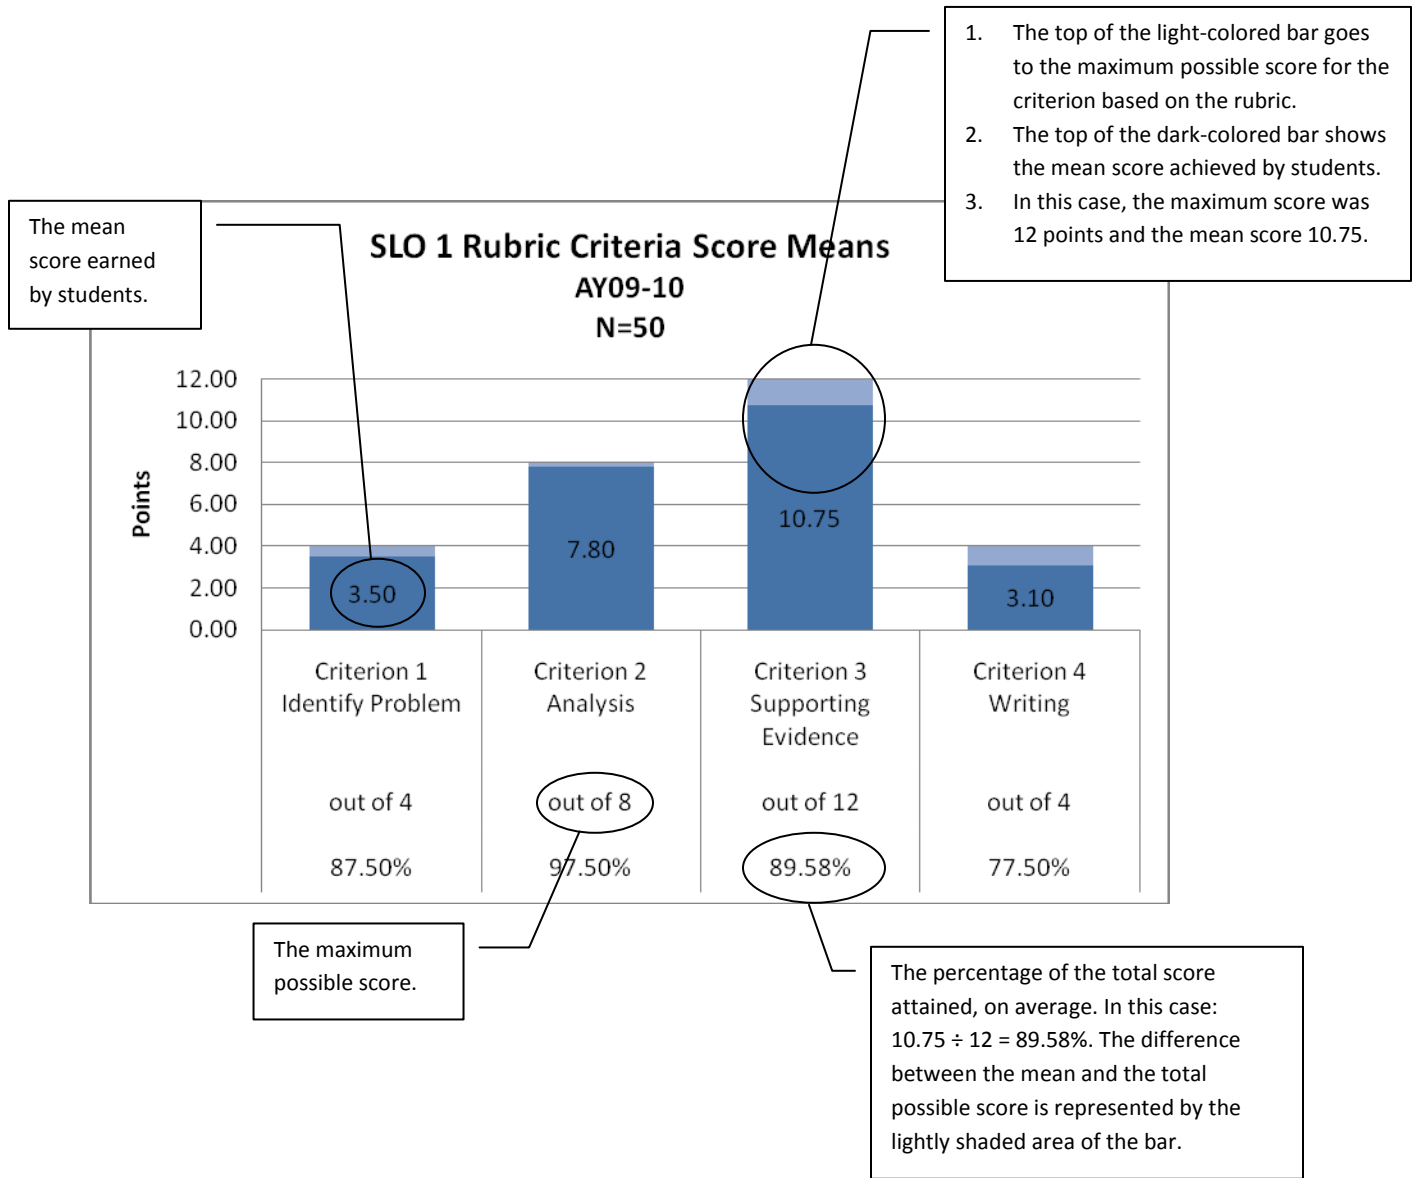 1. The top of the light-colored bar goes
to the maximum possible score for the
criterion based on the rubric.
2. The top of the dark-colored bar shows
the mean score achieved by students.
3. In this case, the maximum score was
12 points and the mean score 10.75.
The mean
score earned
by students.
SLO 1 Rubric Criteria Score Means
AY09-10
N=50
Points
12.00
10.00
8.00
6.00
4.00
2.00
0.00
3.50
7.80
10.75
3.10
Criterion 1
Identify Problem
out of 4
87.50%
Criterion 2
Analysis
out of 8
97.50%
Criterion 3
Supporting
Evidence
out of 12
89.58%
Criterion 4
Writing
out of 4
77.50%
The maximum
possible score.
The percentage of the total score
attained, on average. In this case:
10.75 ÷ 12 = 89.58%. The difference
between the mean and the total
possible score is represented by the
lightly shaded area of the bar.